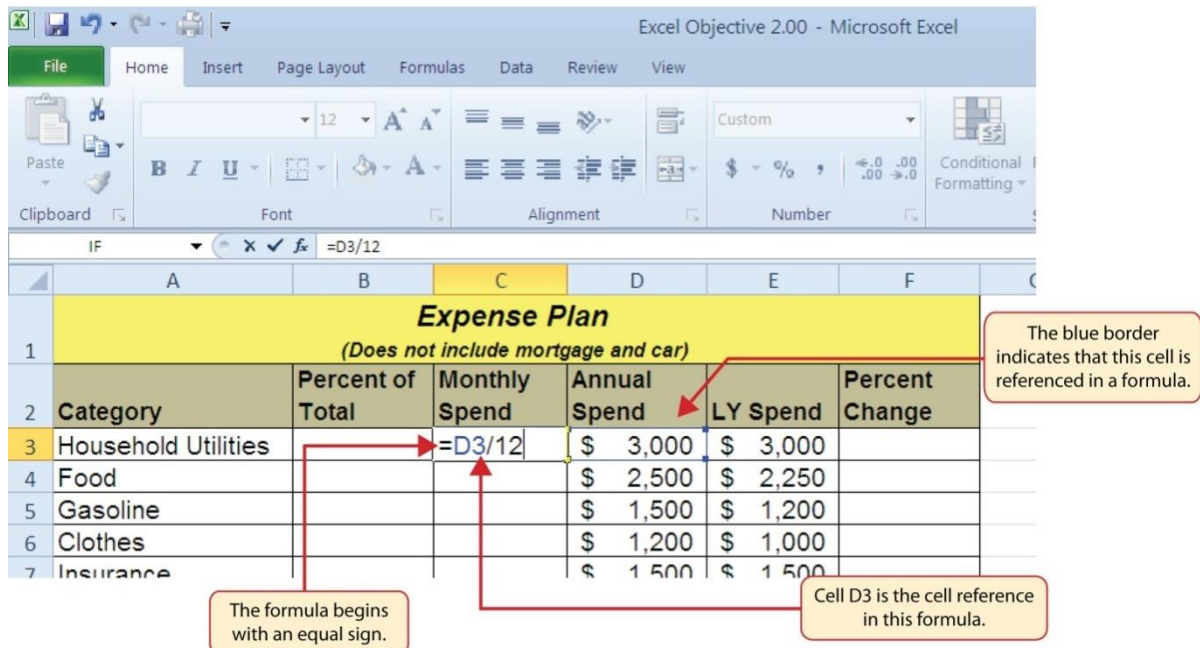 Excel Objective 2.00 - Microsoft Excel
File Home Insert Page Layout Formulas Data Review View
12 A A Custom
Paste B I U A $ % , .0 .00 .00 .0 Conditional
Formatting
Clipboard Font Alignment Number
IF fx =D3/12
A B C D E F
1 Expense Plan
(Does not include mortgage and car)
2 Category Percent of Total Monthly Spend Annual Spend LY Spend Percent Change
3 Household Utilities =D3/12 $ 3,000 $ 3,000
4 Food $ 2,500 $ 2,250
5 Gasoline $ 1,500 $ 1,200
6 Clothes $ 1,200 $ 1,000
7 Insurance $ 1,500 $ 1,500
The blue border
indicates that this cell is
referenced in a formula.
The formula begins
with an equal sign.
Cell D3 is the cell reference
in this formula.